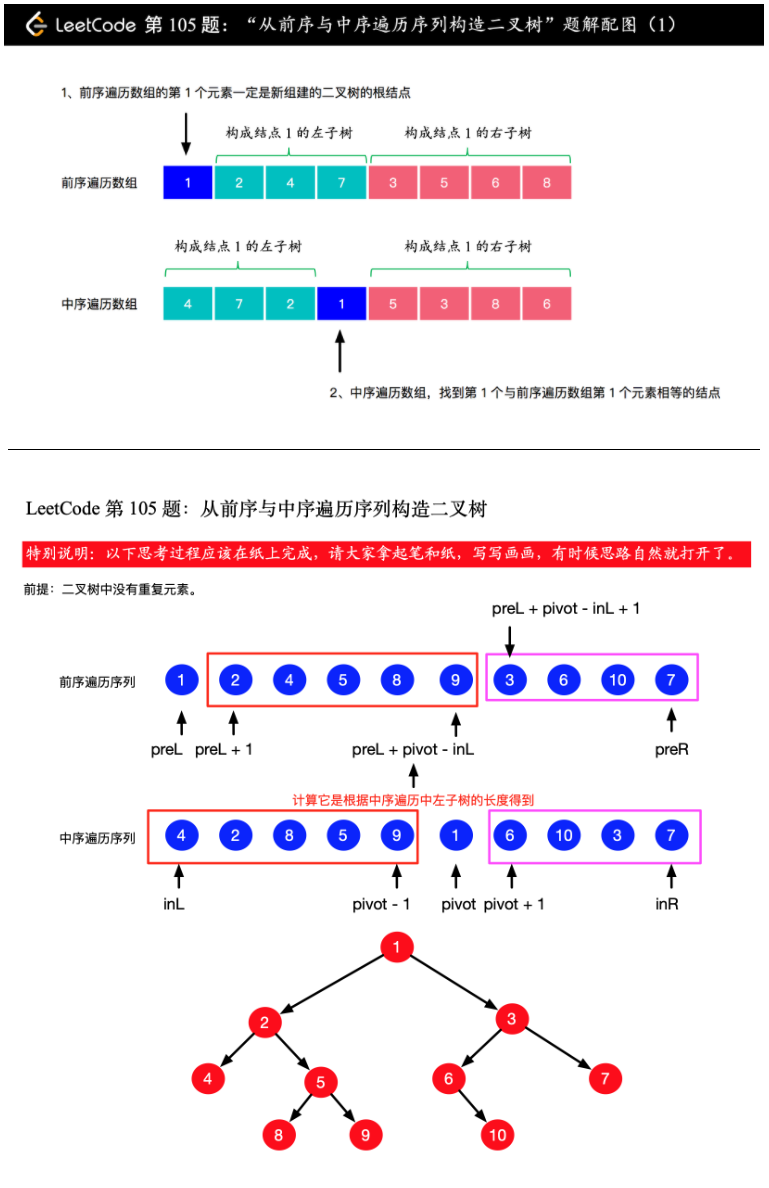 LeetCode 第 105 题：“从前序与中序遍历序列构造二叉树”题解配图（1）
1、前序遍历数组的第 1 个元素一定是新组建的二叉树的根结点
构成结点 1 的左子树 构成结点 1 的右子树
前序遍历数组 1 2 4 7 3 5 6 8
构成结点 1 的左子树 构成结点 1 的右子树
中序遍历数组 4 7 2 1 5 3 8 6
2、中序遍历数组，找到第 1 个与前序遍历数组第 1 个元素相等的结点
LeetCode 第 105 题：从前序与中序遍历序列构造二叉树
特别说明：以下思考过程应该在纸上完成，请大家拿起笔和纸，写写画画，有时候思路自然就打开了。
前提：二叉树中没有重复元素。
preL + pivot - inL + 1
前序遍历序列 1 2 4 5 8 9 3 6 10 7
preL preL + 1 preL + pivot - inL preR
计算它是根据中序遍历中左子树的长度得到
中序遍历序列 4 2 8 5 9 1 6 10 3 7
inL pivot - 1 pivot pivot + 1 inR
1
2 3
4 5 6 7
8 9 10